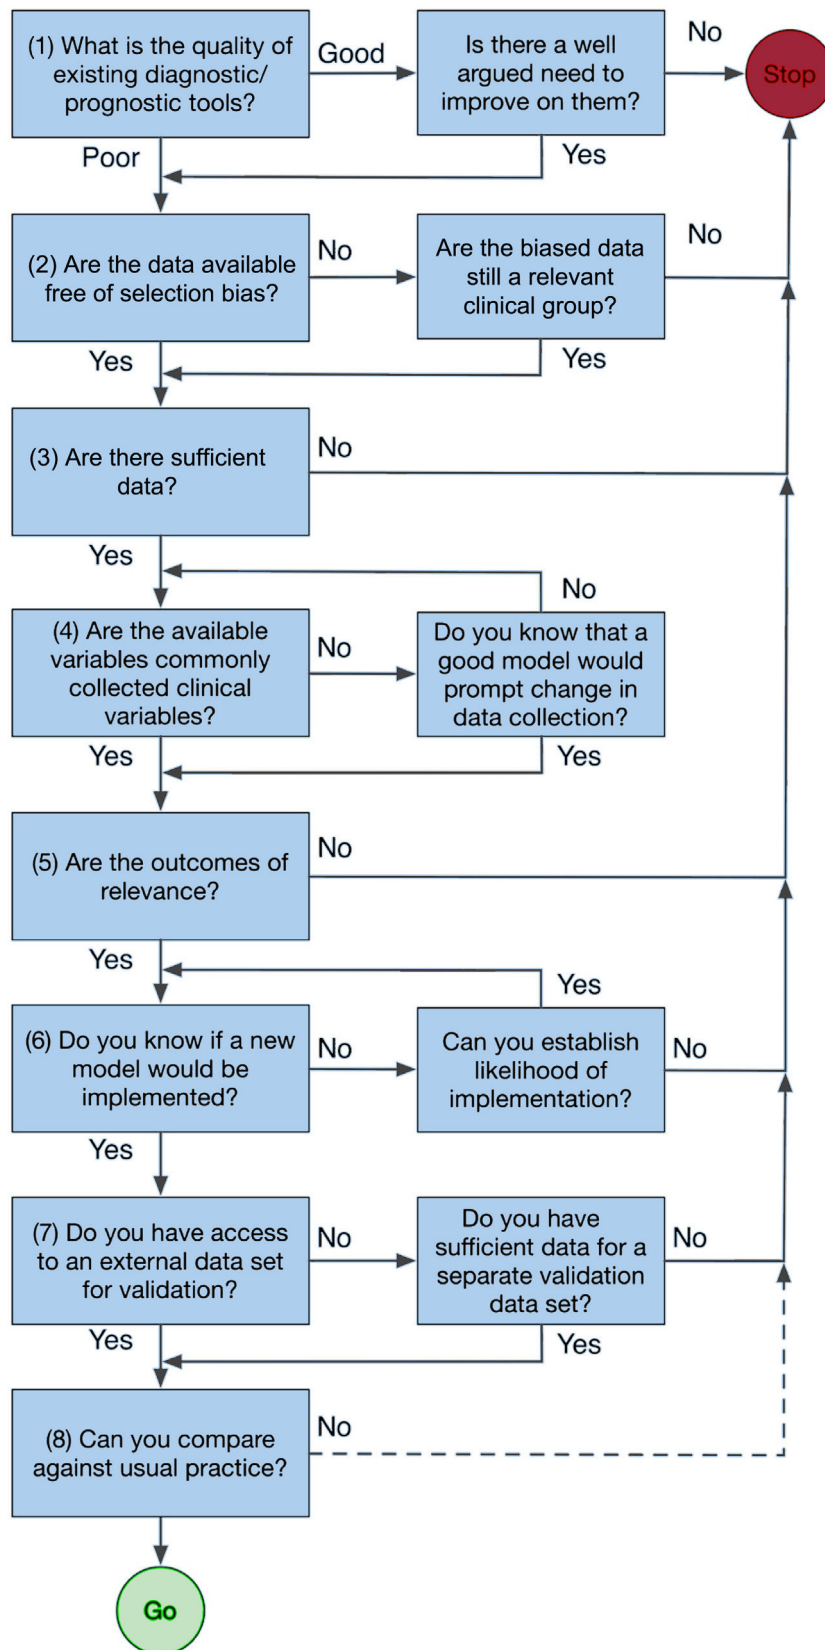 (1) What is the quality of
existing diagnostic/
prognostic tools?
Good
Is there a well
argued need to
improve on them?
No
Stop
Poor
Yes
(2) Are the data available
free of selection bias?
No
Are the biased data
still a relevant
clinical group?
No
Yes
Yes
(3) Are there sufficient
data?
No
Yes
No
(4) Are the available
variables commonly
collected clinical
variables?
No
Do you know that a
good model would
prompt change in
data collection?
Yes
Yes
(5) Are the outcomes of
relevance?
No
Yes
Yes
(6) Do you know if a new
model would be
implemented?
No
Can you establish
likelihood of
implementation?
No
Yes
(7) Do you have access
to an external data set
for validation?
No
Do you have
sufficient data for a
separate validation
data set?
No
Yes
Yes
(8) Can you compare
against usual practice?
No
Go